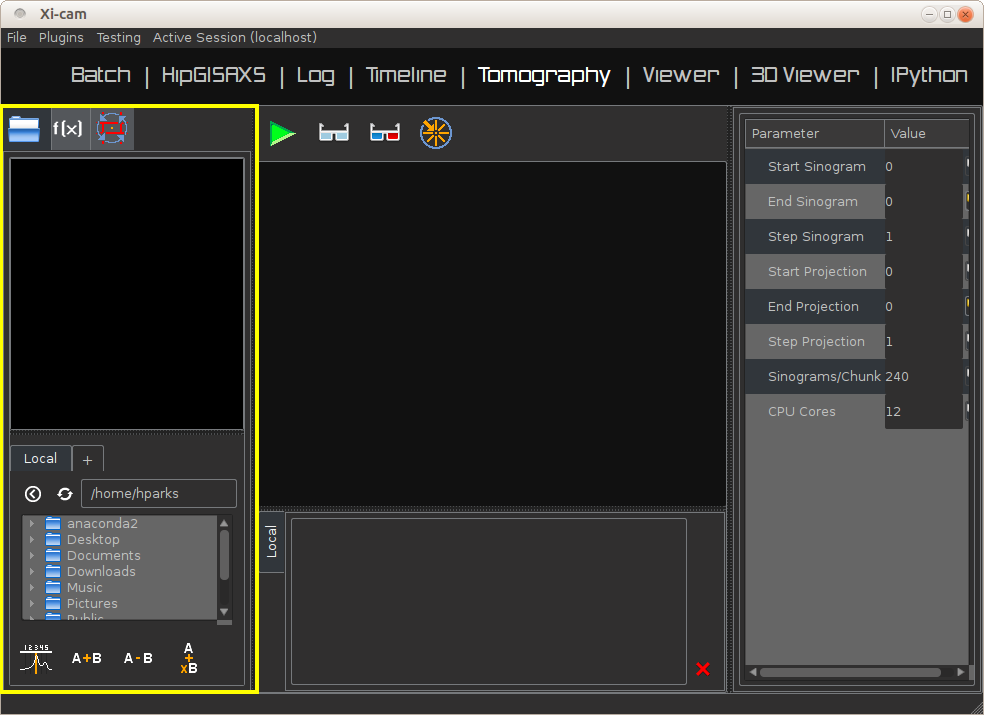 Xi-cam
File Plugins Testing Active Session (localhost)
Batch | HipGISAXS | Log | Timeline | Tomography | Viewer | 3D Viewer | IPython
f(x)
Local +
/home/hparks
anaconda2
Desktop
Documents
Downloads
Music
Pictures
Public
12345
A+B A-B A+xB
Local
Parameter Value
Start Sinogram 0
End Sinogram 0
Step Sinogram 1
Start Projection 0
End Projection 0
Step Projection 1
Sinograms/Chunk 240
CPU Cores 12